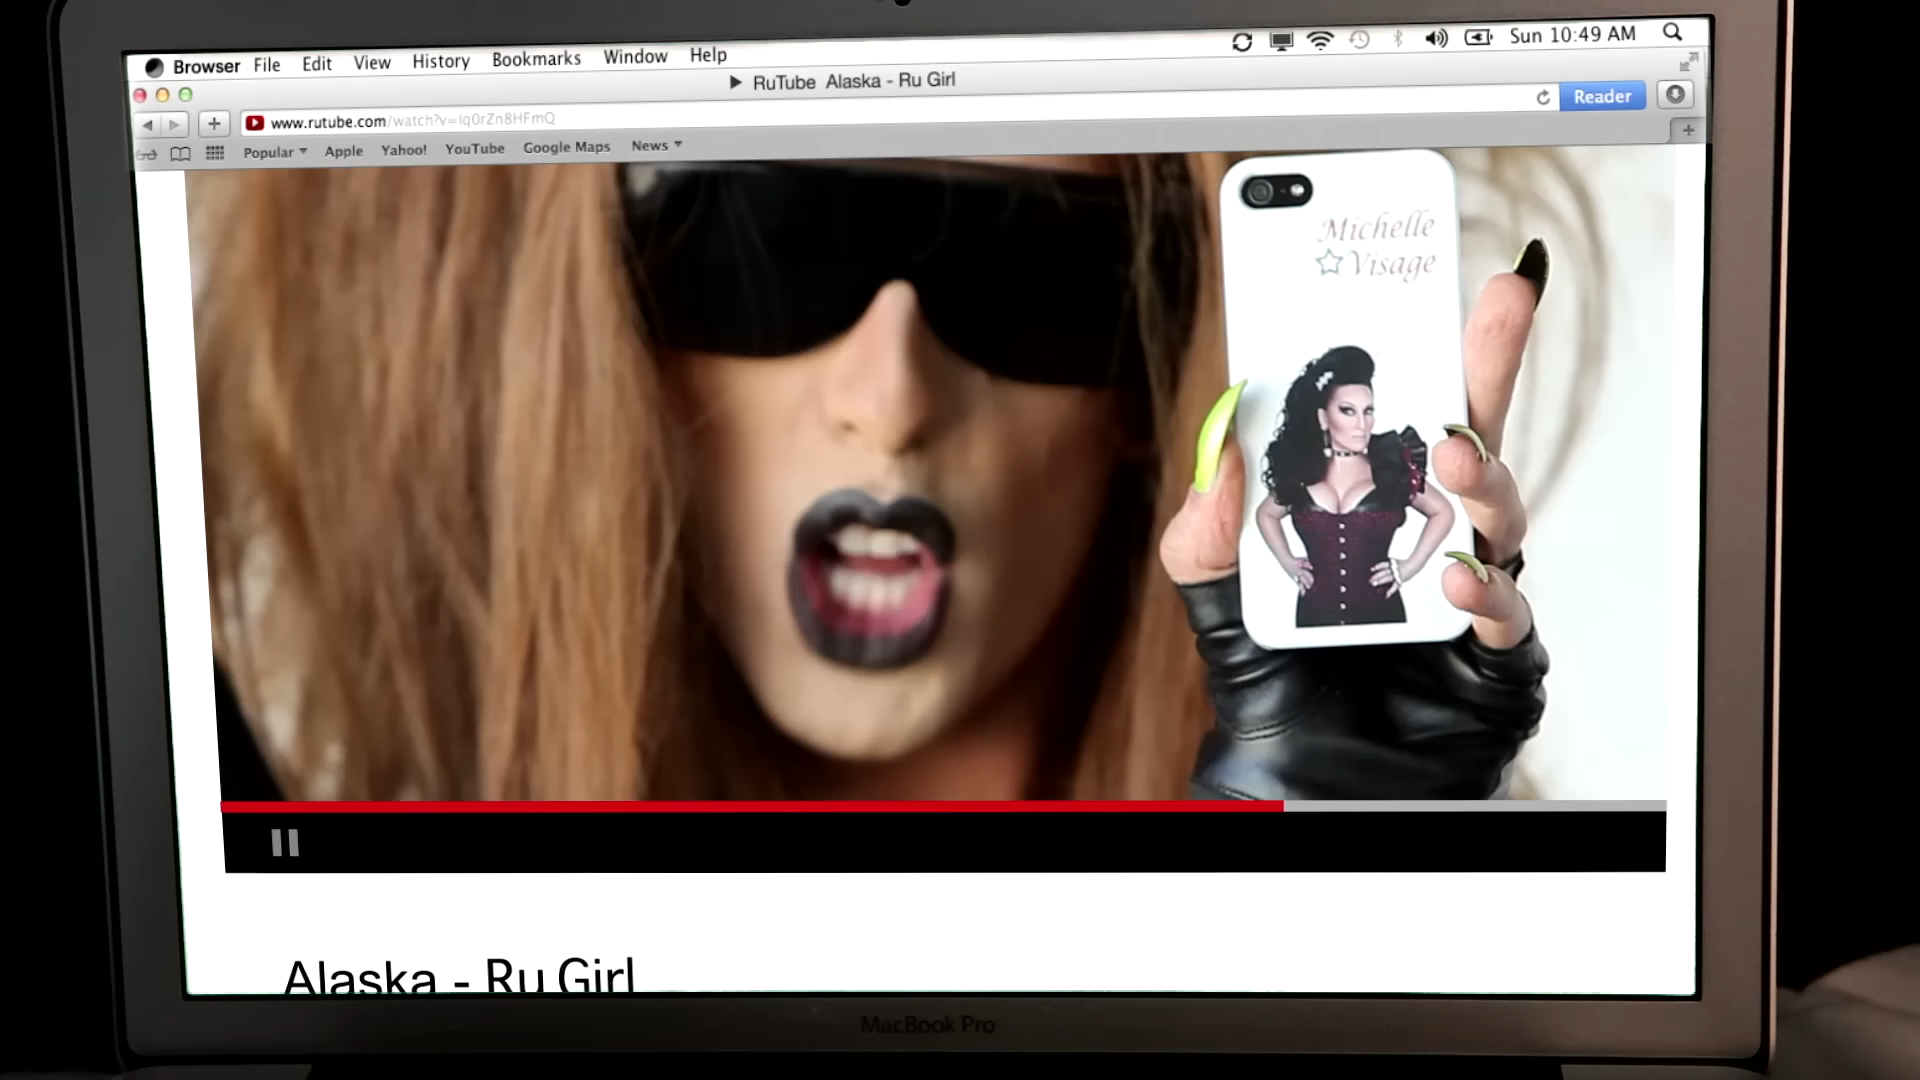 Browser File Edit View History Bookmarks Window Help Sun 10:49 AM
RuTube Alaska - Ru Girl
www.rutube.com/watch?v=Iq0rZn8HFmQ Reader
Popular Apple Yahoo! YouTube Google Maps News
Michelle
Visage
Alaska - Ru Girl
MacBook Pro